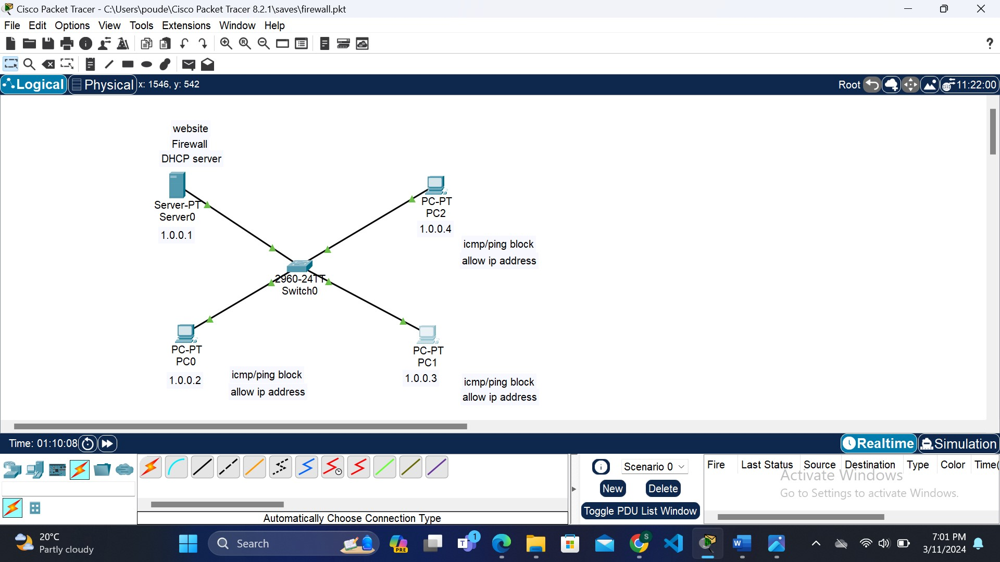 Cisco Packet Tracer - C:\Users\poude\Cisco Packet Tracer 8.2.1\saves\firewall.pkt
File Edit Options View Tools Extensions Window Help
Logical Physical x: 1546, y: 542 Root 11:22:00
website
Firewall
DHCP server
Server-PT
Server0
1.0.0.1
PC-PT
PC2
1.0.0.4
icmp/ping block
allow ip address
2960-24TT
Switch0
PC-PT
PC0
1.0.0.2
icmp/ping block
allow ip address
PC-PT
PC1
1.0.0.3
icmp/ping block
allow ip address
Time: 01:10:08 Realtime Simulation
Scenario 0
New Delete
Toggle PDU List Window
Fire Last Status Source Destination Type Color Time(
Activate Windows
Go to Settings to activate Windows.
Automatically Choose Connection Type
20°C
Partly cloudy
Search
PRE
1
S
7:01 PM
3/11/2024